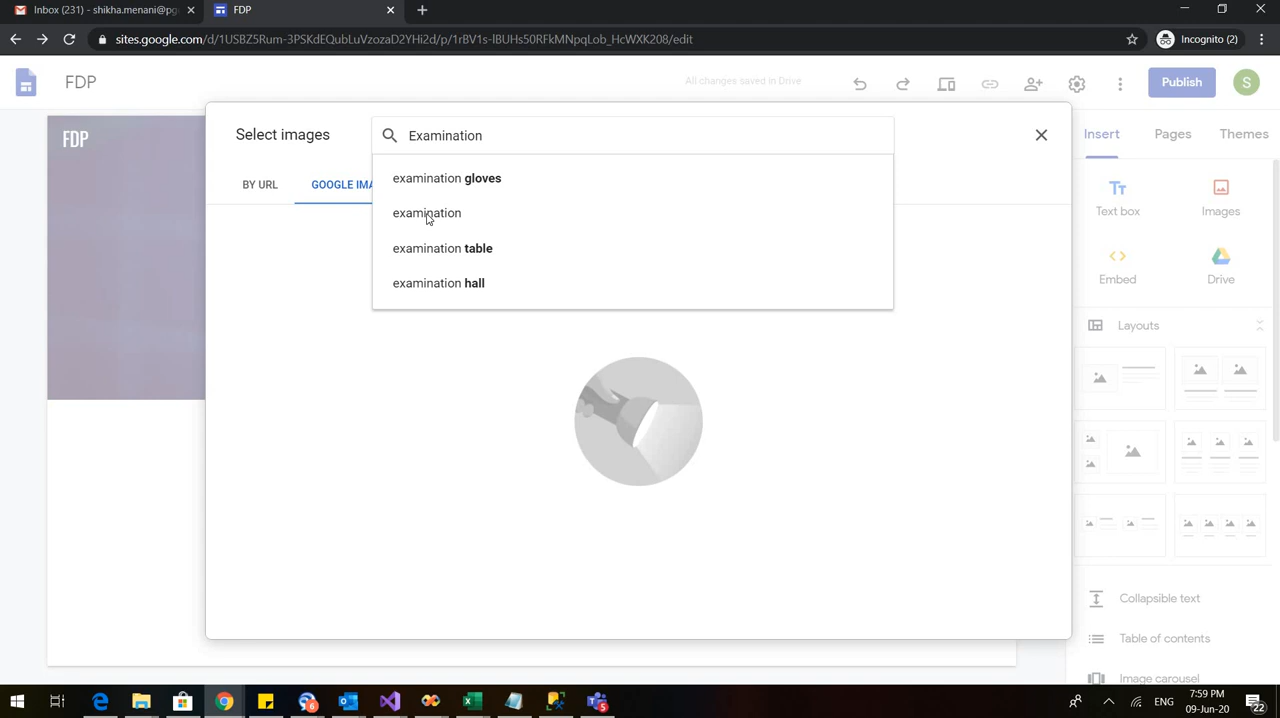 Inbox (231) - shikha.menani@pg
FDP
sites.google.com/d/1USBZ5Rum-3PSKdEQubLuVzozaD2YHi2d/p/1rBV1s-IBUHs50RFkMNpqLob_HcWXK208/edit
Incognito (2)
FDP
All changes saved in Drive
Publish
S
FDP
Select images
Examination
BY URL
GOOGLE IMA
examination gloves
examination
examination table
examination hall
Insert
Pages
Themes
Tt
Text box
Images
Embed
Drive
Layouts
Collapsible text
Table of contents
Image carousel
ENG
7:59 PM
09-Jun-20
22